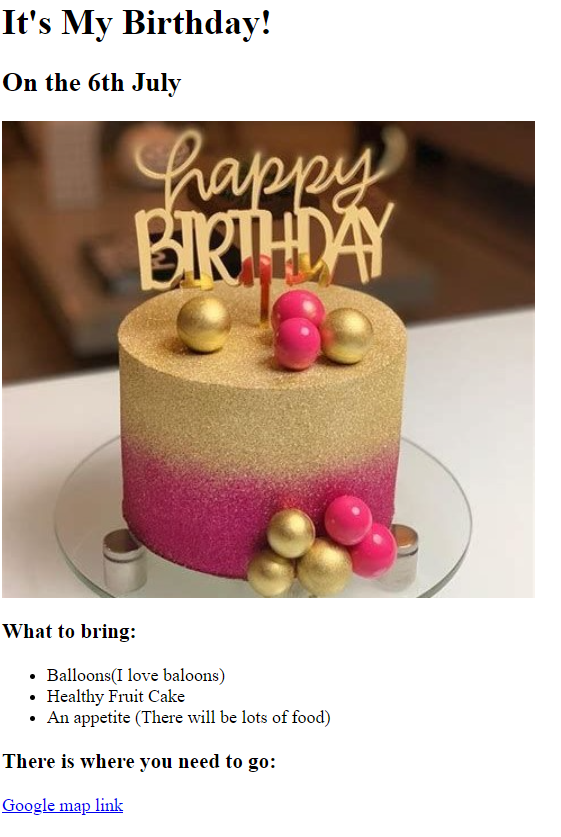 It's My Birthday!
On the 6th July
happy
BIRTHDAY
What to bring:
Balloons(I love baloons)
Healthy Fruit Cake
An appetite (There will be lots of food)
There is where you need to go:
Google map link